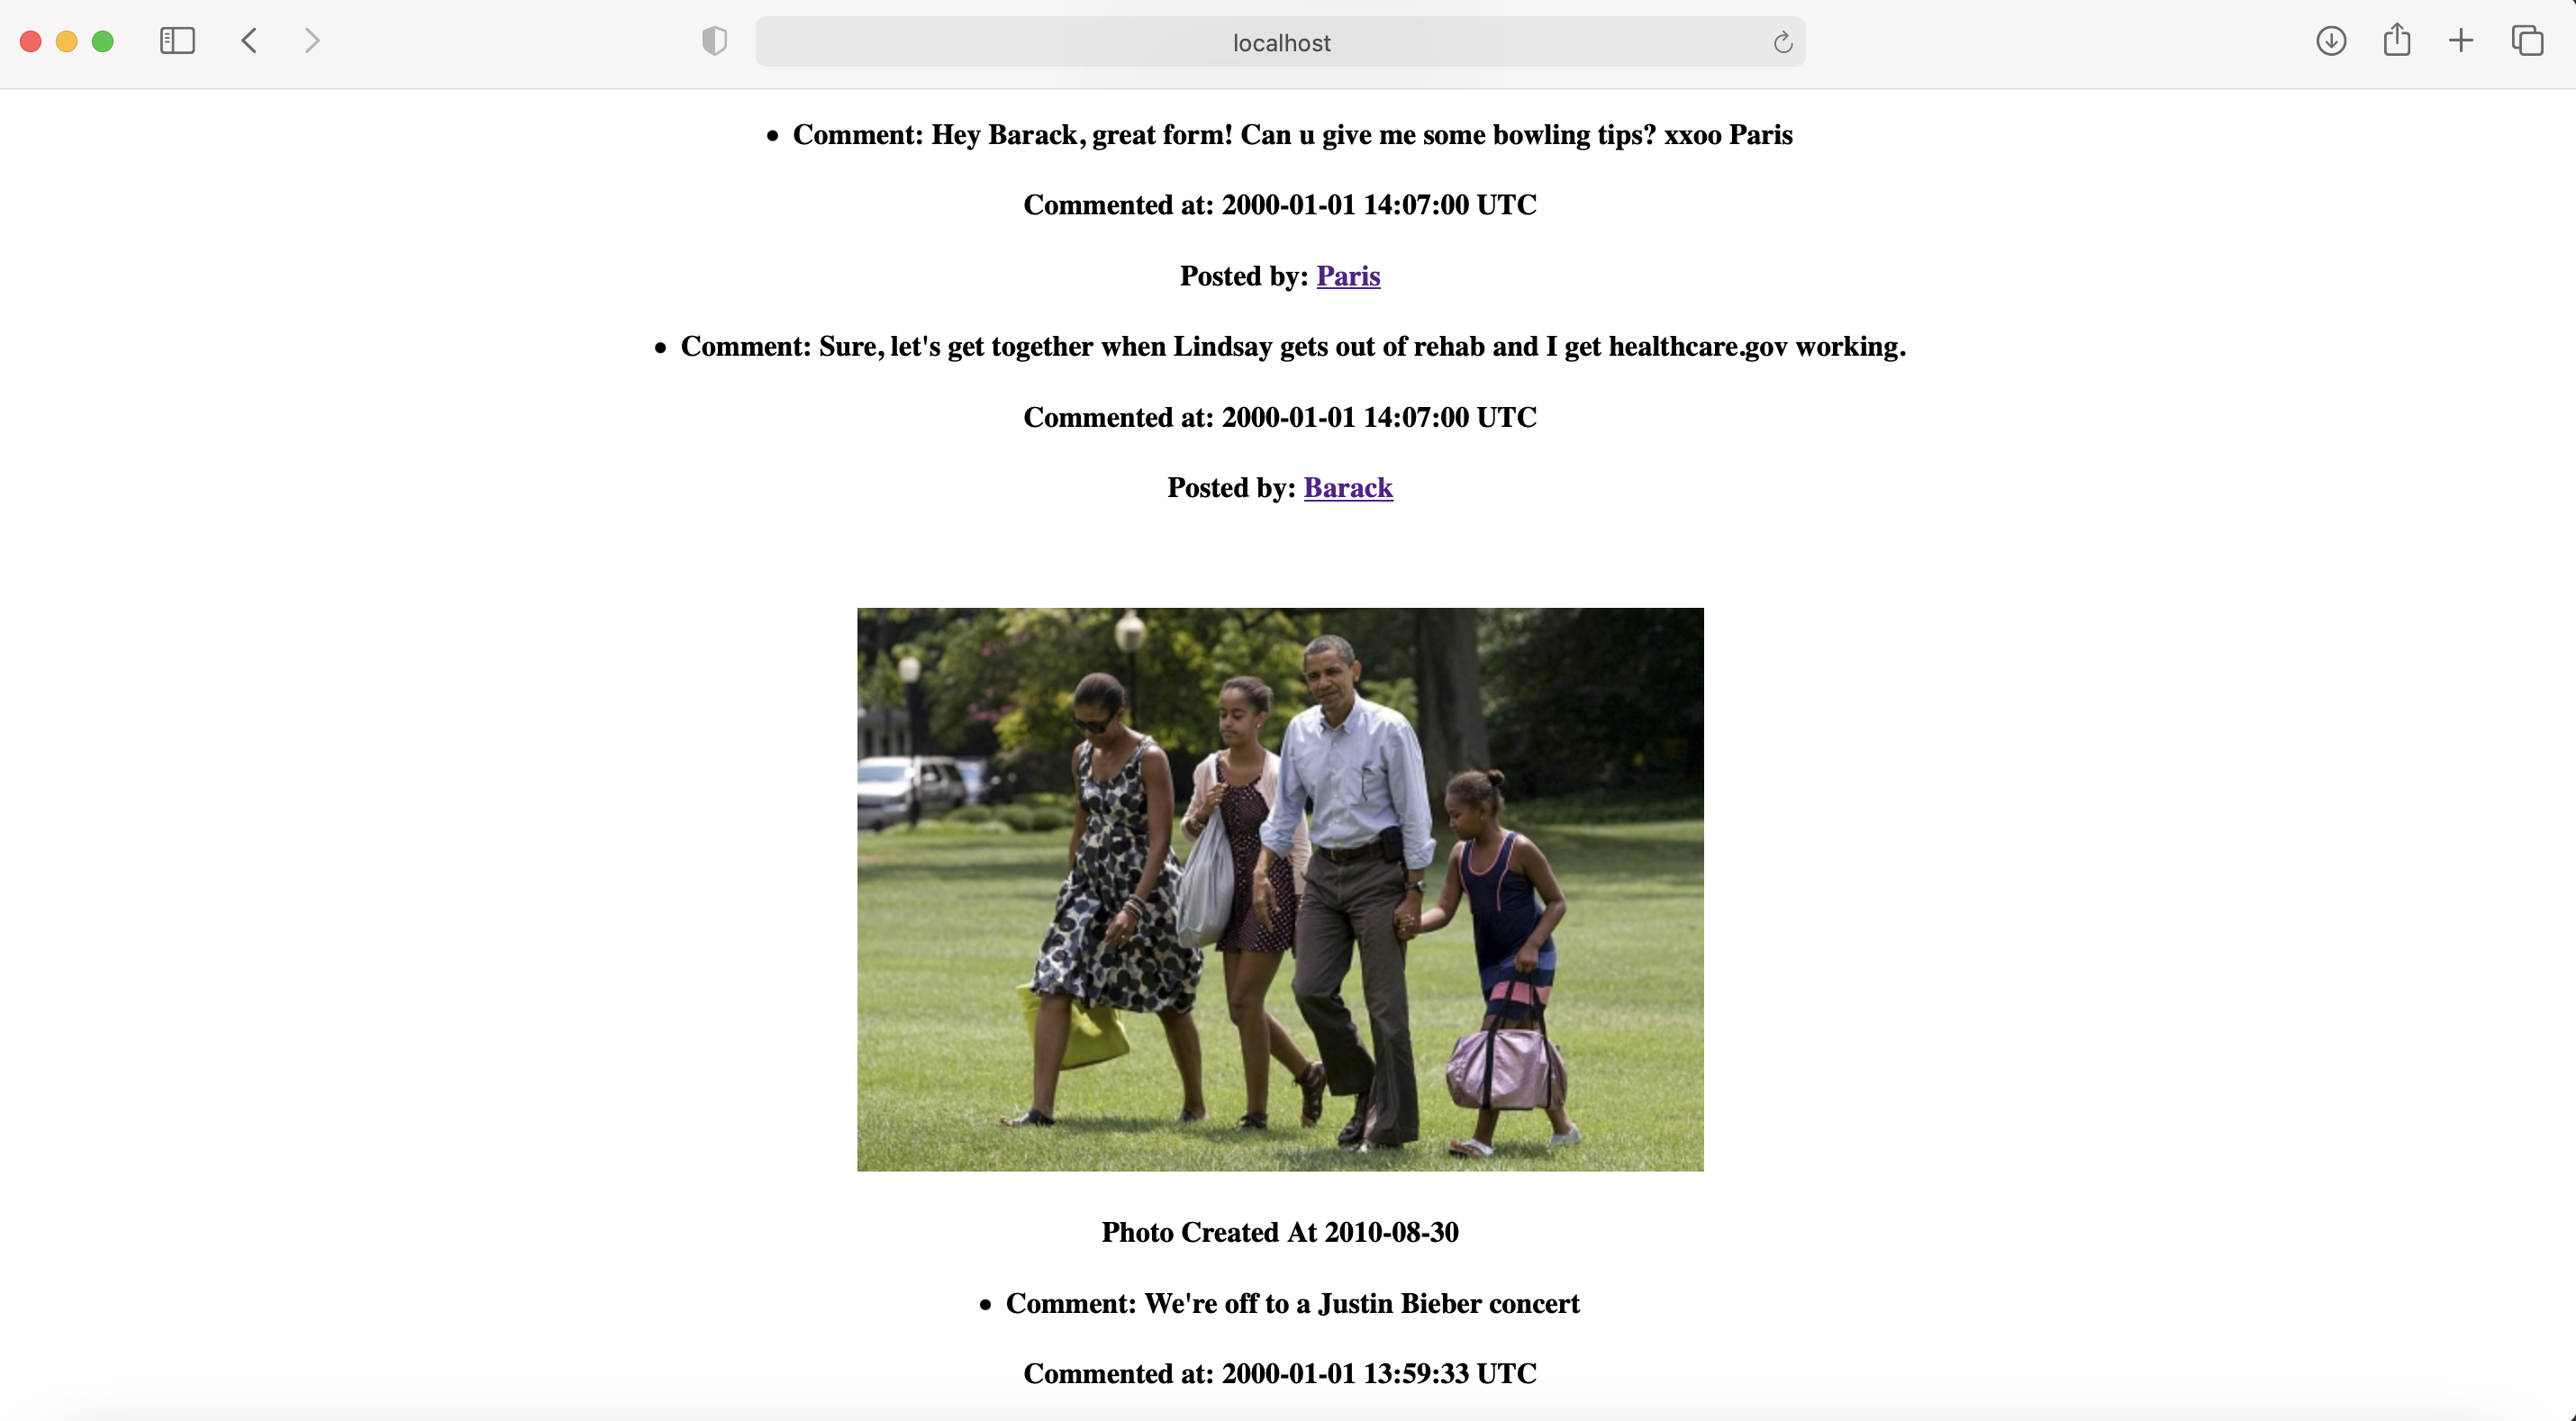 localhost
Comment: Hey Barack, great form! Can u give me some bowling tips? xxoo Paris
Commented at: 2000-01-01 14:07:00 UTC
Posted by: Paris
Comment: Sure, let's get together when Lindsay gets out of rehab and I get healthcare.gov working.
Commented at: 2000-01-01 14:07:00 UTC
Posted by: Barack
Photo Created At 2010-08-30
Comment: We're off to a Justin Bieber concert
Commented at: 2000-01-01 13:59:33 UTC